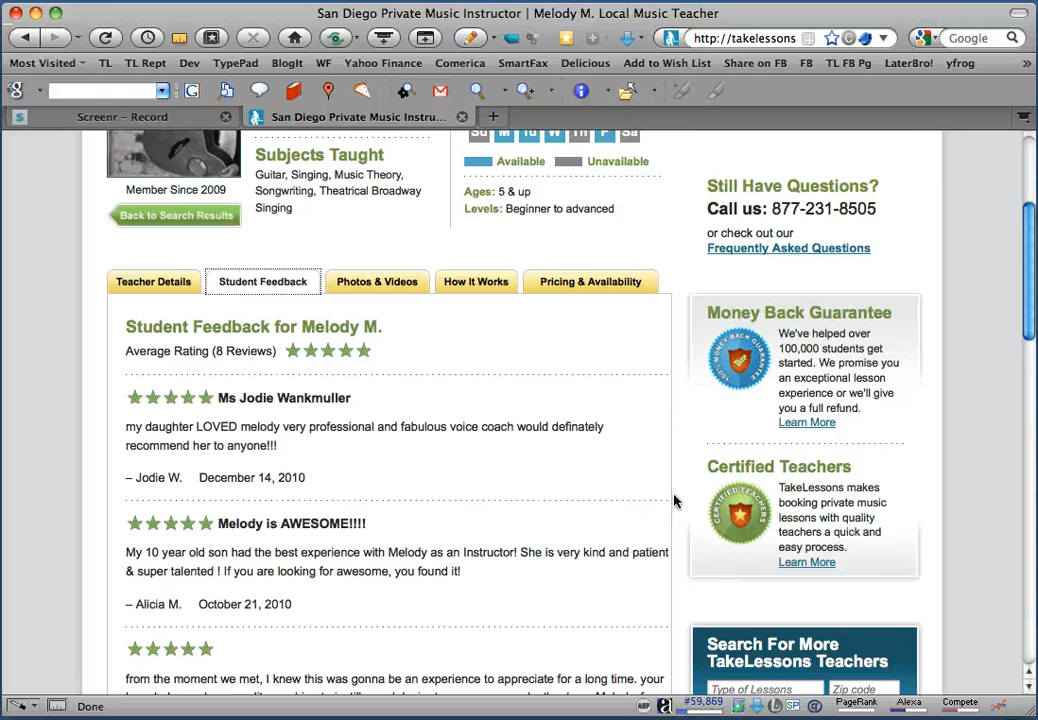 San Diego Private Music Instructor | Melody M. Local Music Teacher
http://takelessons
Google
Most Visited TL TL Rept Dev TypePad BlogIt WF Yahoo Finance Comerica SmartFax Delicious Add to Wish List Share on FB FB TL FB Pg LaterBro! yfrog »
Screenr - Record
San Diego Private Music Instru...
Su M Tu W Th F Sa
Subjects Taught
Available Unavailable
Guitar, Singing, Music Theory,
Songwriting, Theatrical Broadway
Singing
Ages: 5 & up
Levels: Beginner to advanced
Member Since 2009
Back to Search Results
Still Have Questions?
Call us: 877-231-8505
or check out our
Frequently Asked Questions
Teacher Details Student Feedback Photos & Videos How It Works Pricing & Availability
Student Feedback for Melody M.
Average Rating (8 Reviews)
Ms Jodie Wankmuller
my daughter LOVED melody very professional and fabulous voice coach would definately
recommend her to anyone!!!
– Jodie W. December 14, 2010
Melody is AWESOME!!!!
My 10 year old son had the best experience with Melody as an Instructor! She is very kind and patient
& super talented ! If you are looking for awesome, you found it!
– Alicia M. October 21, 2010
from the moment we met, I knew this was gonna be an experience to appreciate for a long time. your
Money Back Guarantee
We've helped over
100,000 students get
started. We promise you
an exceptional lesson
experience or we'll give
you a full refund.
Learn More
Certified Teachers
TakeLessons makes
booking private music
lessons with quality
teachers a quick and
easy process.
Learn More
Search For More
TakeLessons Teachers
Type of Lessons Zip code
Done
ABP #59,869 SP PageRank Alexa Compete